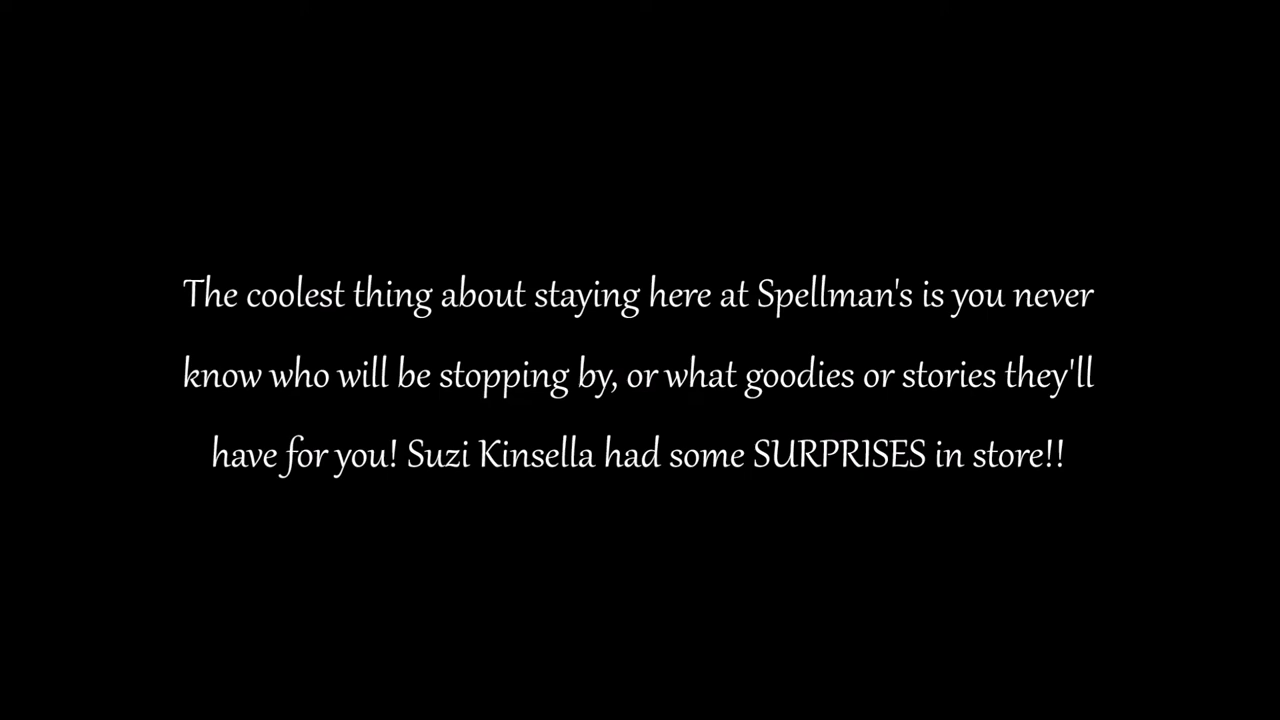 The coolest thing about staying here at Spellman's is you never
know who will be stopping by, or what goodies or stories they'll
have for you! Suzi Kinsella had some SURPRISES in store!!